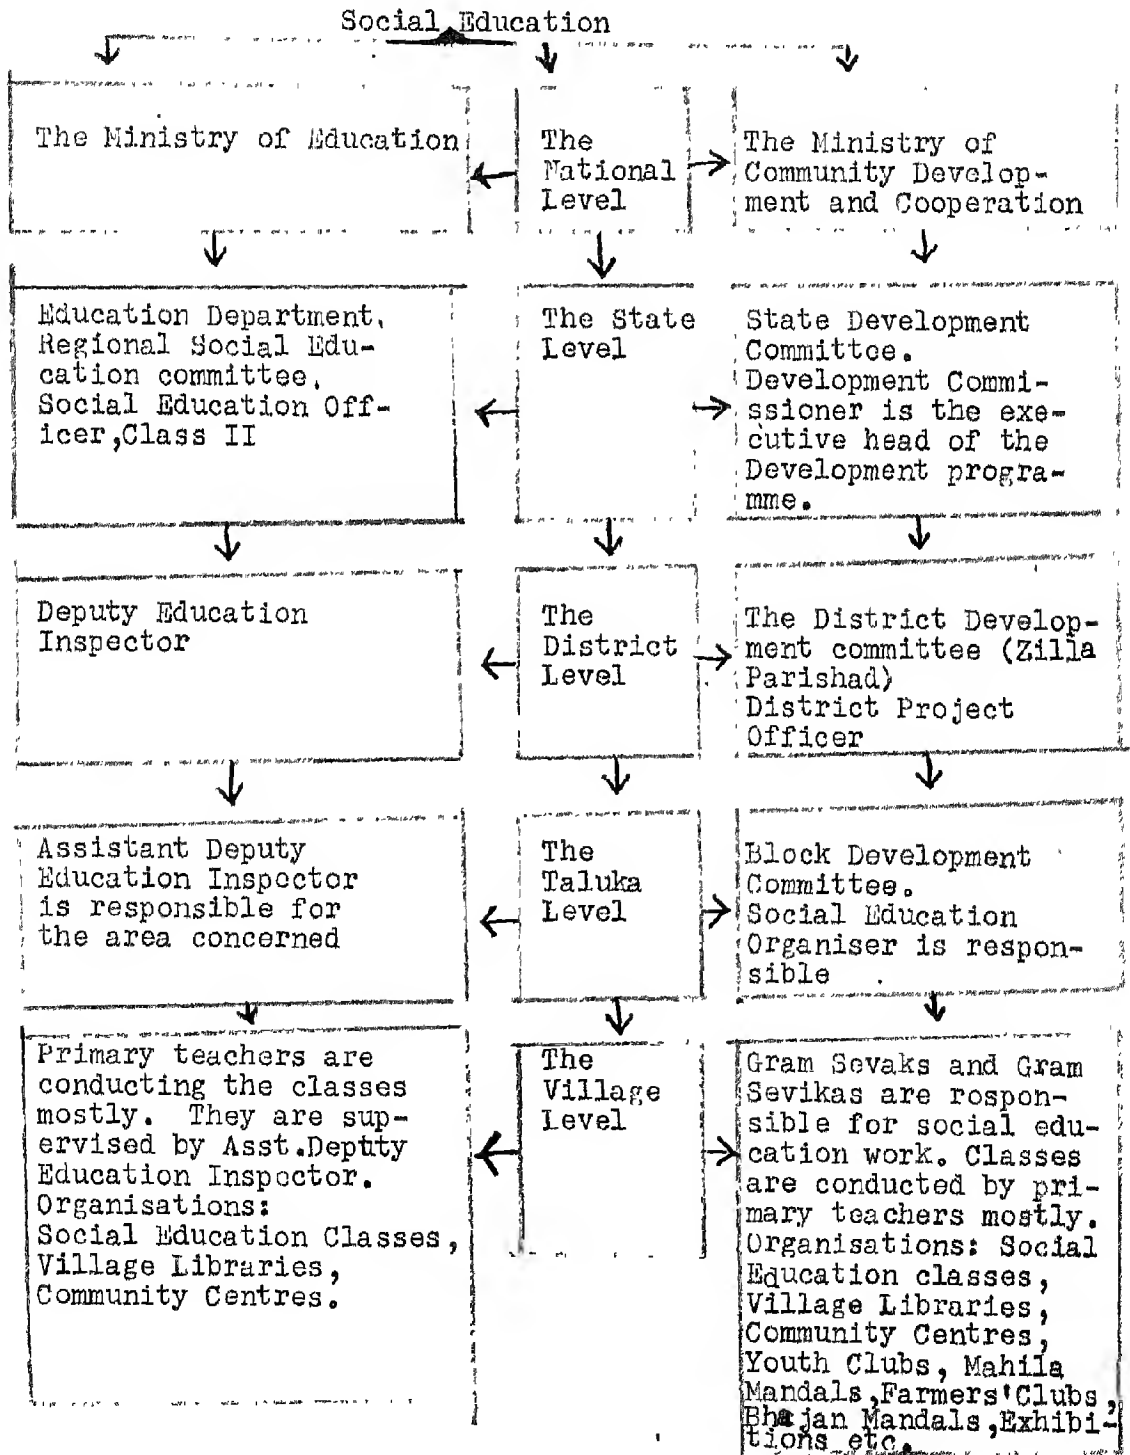 Social Education
The Ministry of Education
The
National
Level
The Ministry of
Community Develop-
ment and Cooperation
Education Department,
Regional Social Edu-
cation committee,
Social Education Off-
icer,Class II
The State
Level
State Development
Committee.
Development Commi-
ssioner is the exe-
cutive head of the
Development progra-
mme.
Deputy Education
Inspector
The
District
Level
The District Develop-
ment committee (Zilla
Parishad)
District Project
Officer
Assistant Deputy
Education Inspector
is responsible for
the area concerned
The
Taluka
Level
Block Development
Committee.
Social Education
Organiser is respon-
sible
Primary teachers are
conducting the classes
mostly. They are sup-
ervised by Asst.Deputy
Education Inspector.
Organisations:
Social Education Classes,
Village Libraries,
Community Centres.
The
Village
Level
Gram Sevaks and Gram
Sevikas are respon-
sible for social edu-
cation work. Classes
are conducted by pri-
mary teachers mostly.
Organisations: Social
Education classes,
Village Libraries,
Community Centres,
Youth Clubs, Mahila
Mandals,Farmers'Clubs,
Bhajan Mandals,Exhibi-
tions etc.